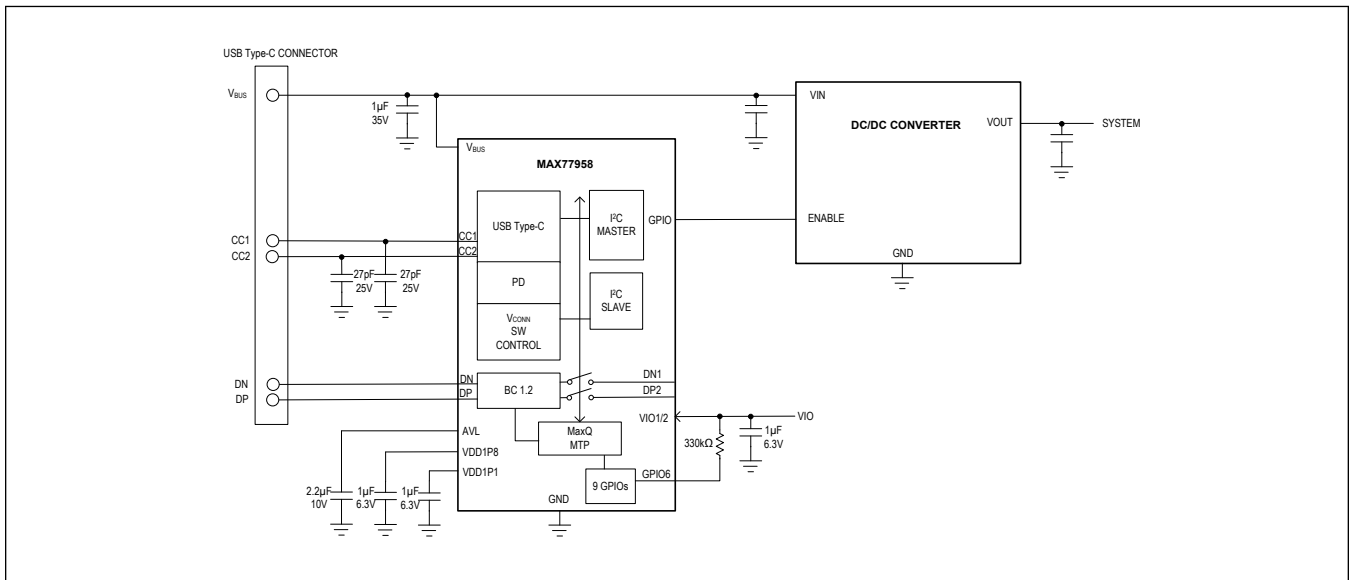 USB Type-C CONNECTOR
VBUS
1µF
35V
VIN
DC/DC CONVERTER
VOUT
SYSTEM
VBUS
MAX77958
USB Type-C
I²C
MASTER
GPIO
ENABLE
GND
CC1
CC2
CC1
CC2
27pF
25V
27pF
25V
PD
I²C
SLAVE
VCONN
SW
CONTROL
DN
DP
DN
DP
BC 1.2
DN1
DP2
VIO1/2
VIO
MaxQ
MTP
330kΩ
1µF
6.3V
AVL
VDD1P8
VDD1P1
GPIO6
9 GPIOs
2.2µF
10V
1µF
6.3V
1µF
6.3V
GND